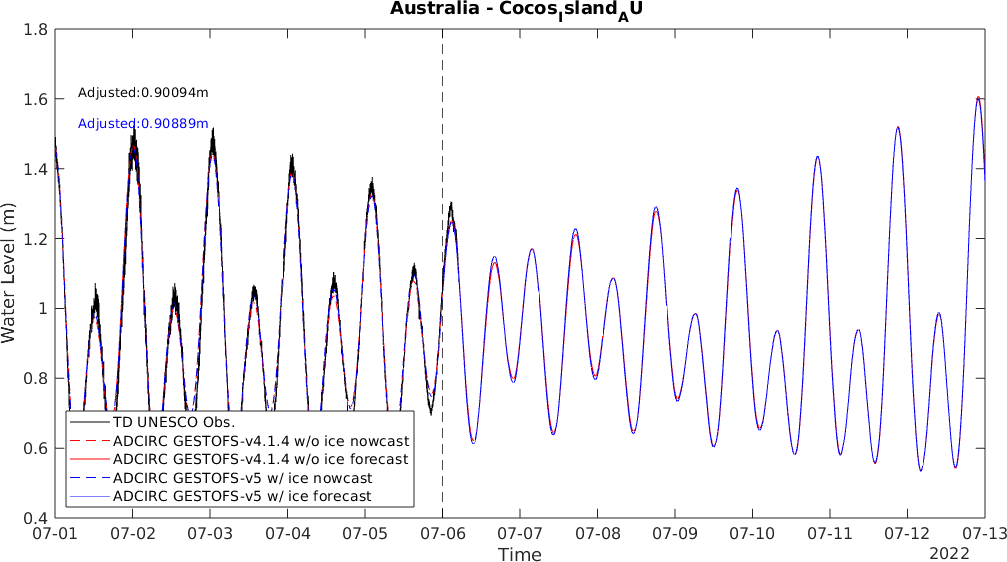 Australia - Cocos_Island_AU
1.8
1.6
1.4
1.2
1
0.8
0.6
0.4
Water Level (m)
Adjusted:0.90094m
Adjusted:0.90889m
TD UNESCO Obs.
ADCIRC GESTOFS-v4.1.4 w/o ice nowcast
ADCIRC GESTOFS-v4.1.4 w/o ice forecast
ADCIRC GESTOFS-v5 w/ ice nowcast
ADCIRC GESTOFS-v5 w/ ice forecast
07-01 07-02 07-03 07-04 07-05 07-06 07-07 07-08 07-09 07-10 07-11 07-12 07-13
Time
2022